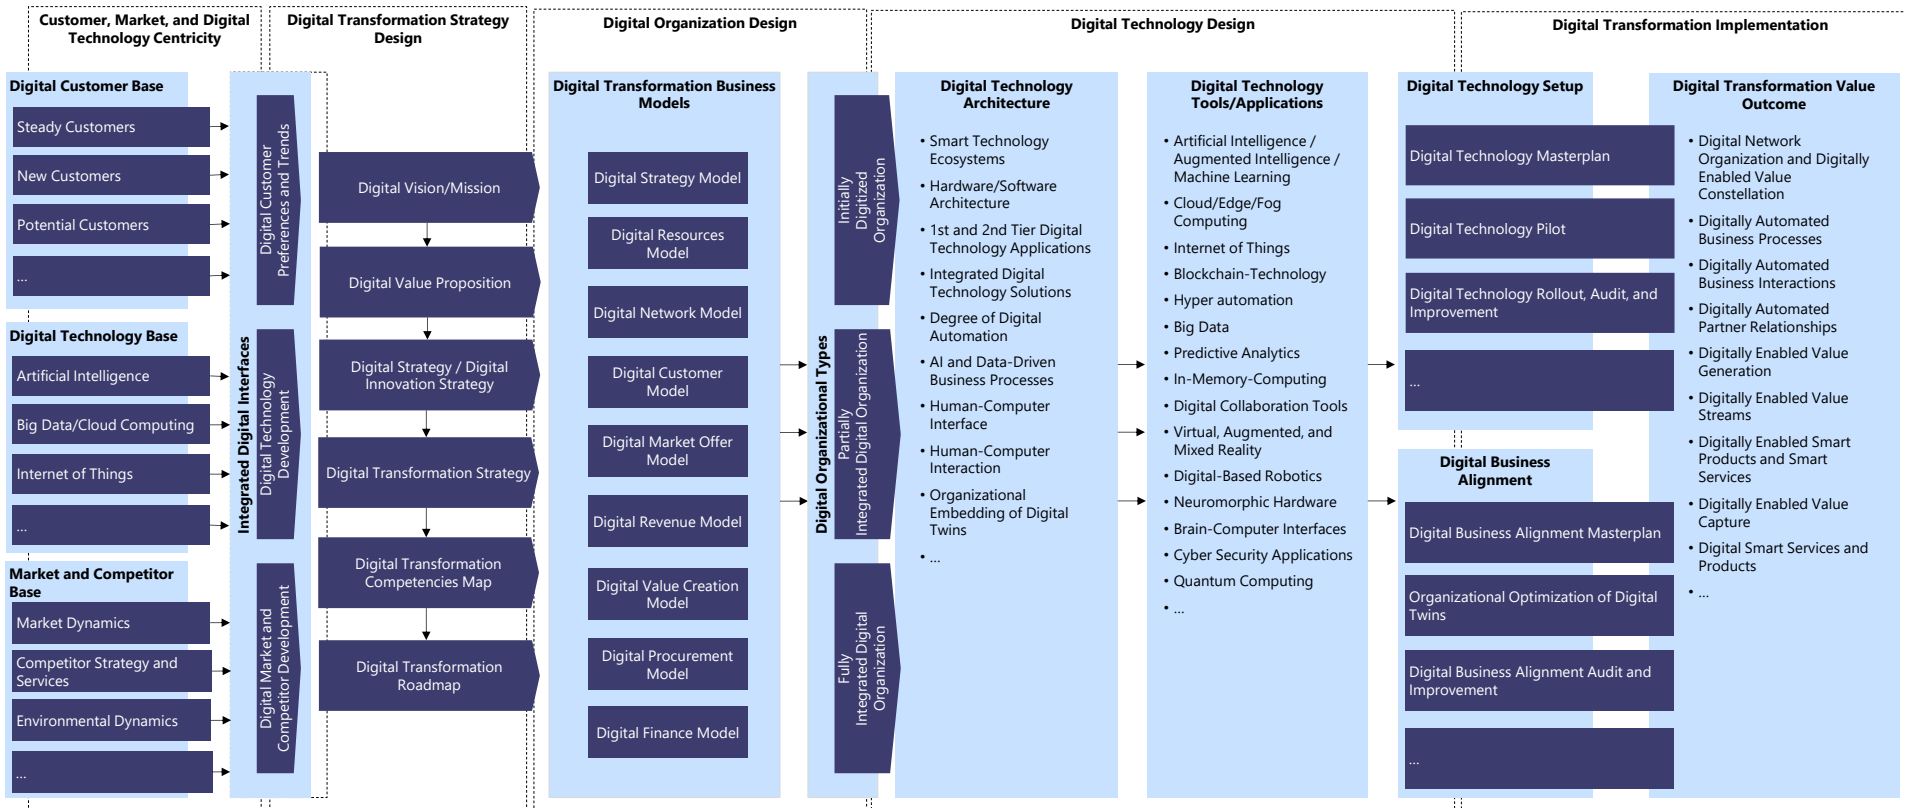 Customer, Market, and Digital
Technology Centricity
Digital Transformation Strategy
Design
Digital Organization Design
Digital Technology Design
Digital Transformation Implementation
Digital Customer Base
Steady Customers
New Customers
Potential Customers
...
Digital Technology Base
Artificial Intelligence
Big Data/Cloud Computing
Internet of Things
...
Market and Competitor
Base
Market Dynamics
Competitor Strategy and
Services
Environmental Dynamics
...
Integrated Digital Interfaces
Digital Customer
Preferences and Trends
Digital Technology
Development
Digital Market and
Competitor Development
Digital Vision/Mission
Digital Value Proposition
Digital Strategy / Digital
Innovation Strategy
Digital Transformation Strategy
Digital Transformation
Competencies Map
Digital Transformation
Roadmap
Digital Transformation Business
Models
Digital Strategy Model
Digital Resources
Model
Digital Network Model
Digital Customer
Model
Digital Market Offer
Model
Digital Revenue Model
Digital Value Creation
Model
Digital Procurement
Model
Digital Finance Model
Digital Organizational Types
Initially
Digitized
Organization
Partially
Integrated Digital Organization
Fully
Integrated Digital
Organization
Digital Technology
Architecture
• Smart Technology
Ecosystems
• Hardware/Software
Architecture
• 1st and 2nd Tier Digital
Technology Applications
• Integrated Digital
Technology Solutions
• Degree of Digital
Automation
• AI and Data-Driven
Business Processes
• Human-Computer
Interface
• Human-Computer
Interaction
• Organizational
Embedding of Digital
Twins
• ...
Digital Technology
Tools/Applications
• Artificial Intelligence /
Augmented Intelligence /
Machine Learning
• Cloud/Edge/Fog
Computing
• Internet of Things
• Blockchain-Technology
• Hyper automation
• Big Data
• Predictive Analytics
• In-Memory-Computing
• Digital Collaboration Tools
• Virtual, Augmented, and
Mixed Reality
• Digital-Based Robotics
• Neuromorphic Hardware
• Brain-Computer Interfaces
• Cyber Security Applications
• Quantum Computing
• ...
Digital Technology Setup
Digital Technology Masterplan
Digital Technology Pilot
Digital Technology Rollout, Audit, and
Improvement
...
Digital Business
Alignment
Digital Business Alignment Masterplan
Organizational Optimization of Digital
Twins
Digital Business Alignment Audit and
Improvement
...
Digital Transformation Value
Outcome
• Digital Network
Organization and Digitally
Enabled Value
Constellation
• Digitally Automated
Business Processes
• Digitally Automated
Business Interactions
• Digitally Automated
Partner Relationships
• Digitally Enabled Value
Generation
• Digitally Enabled Value
Streams
• Digitally Enabled Smart
Products and Smart
Services
• Digitally Enabled Value
Capture
• Digital Smart Services and
Products
• ...